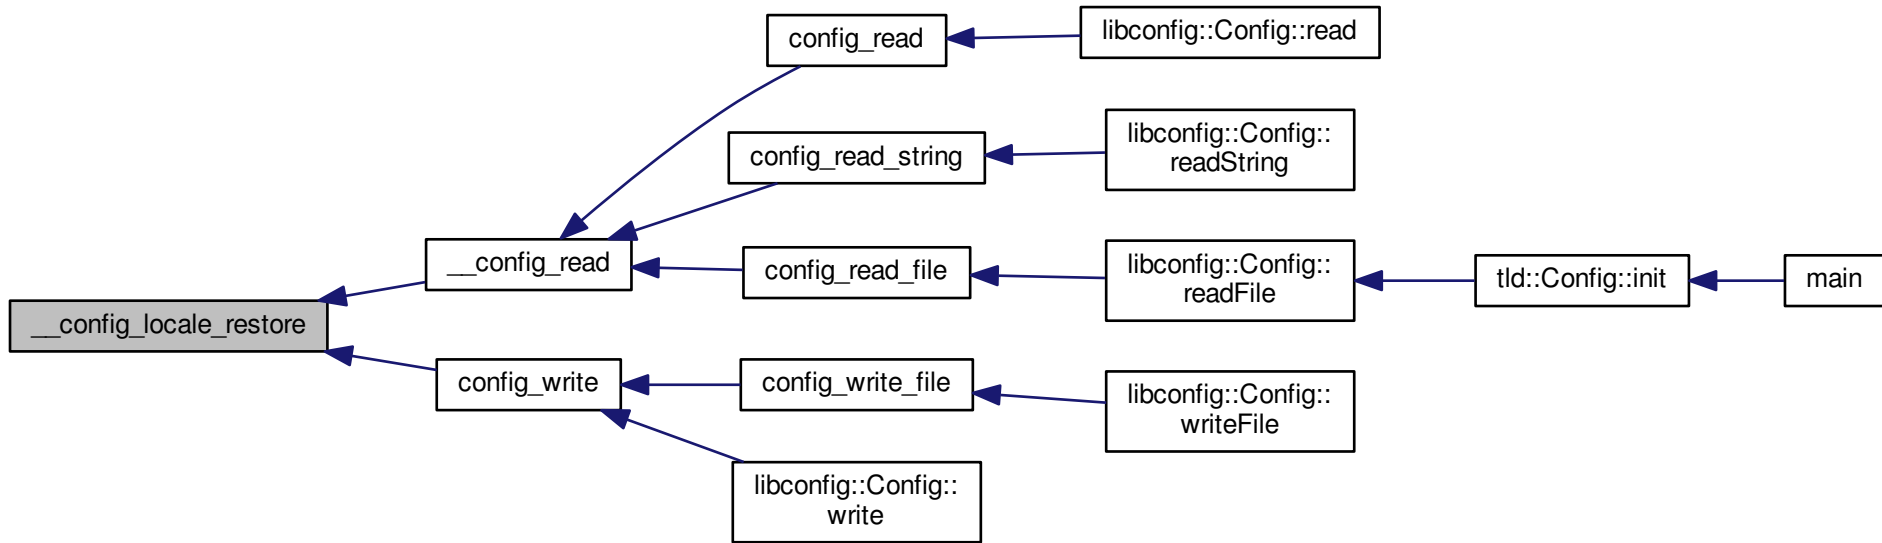 config_read
libconfig::Config::read
config_read_string
libconfig::Config::
readString
__config_read
config_read_file
libconfig::Config::
readFile
tld::Config::init
main
__config_locale_restore
config_write
config_write_file
libconfig::Config::
writeFile
libconfig::Config::
write